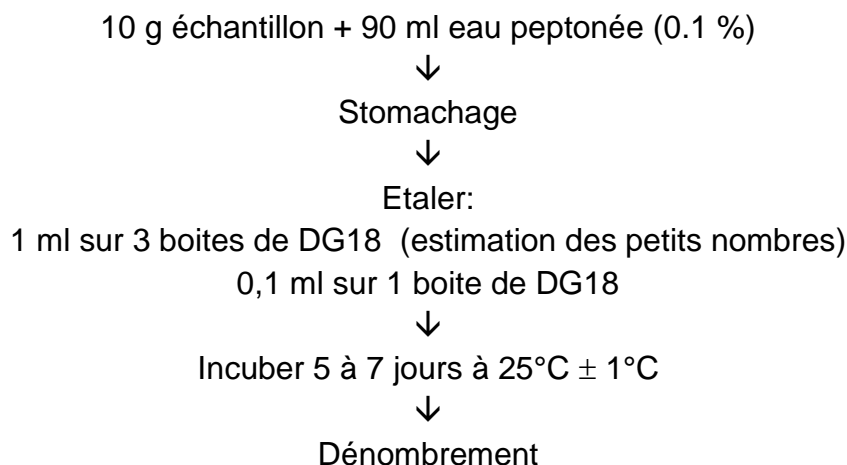 10 g échantillon + 90 ml eau peptonée (0.1 %)
↓
Stomachage
↓
Etaler:
1 ml sur 3 boites de DG18 (estimation des petits nombres)
0,1 ml sur 1 boite de DG18
↓
Incuber 5 à 7 jours à 25°C ± 1°C
↓
Dénombrement